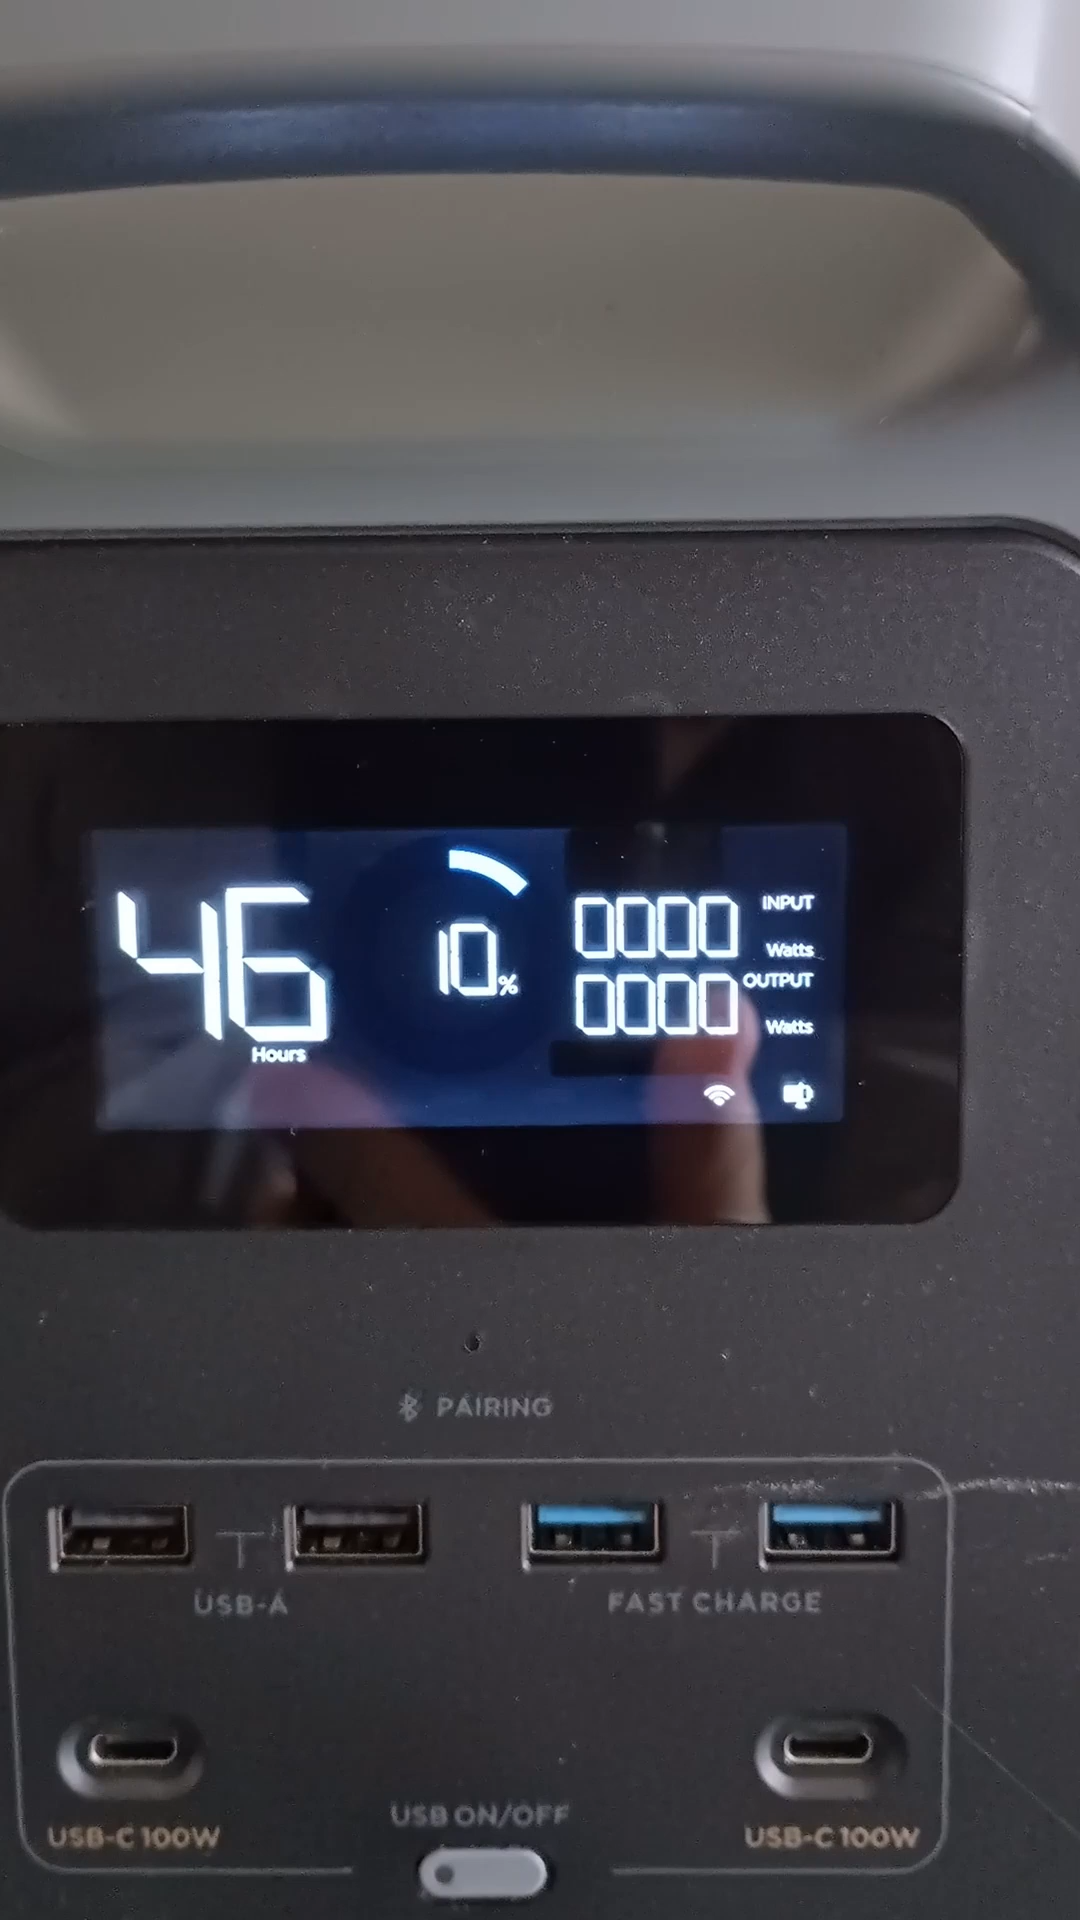 46
Hours
10%
0000 INPUT
Watts
0000 OUTPUT
Watts
PAIRING
USB-A
FAST CHARGE
USB-C 100W
USB ON/OFF
USB-C 100W